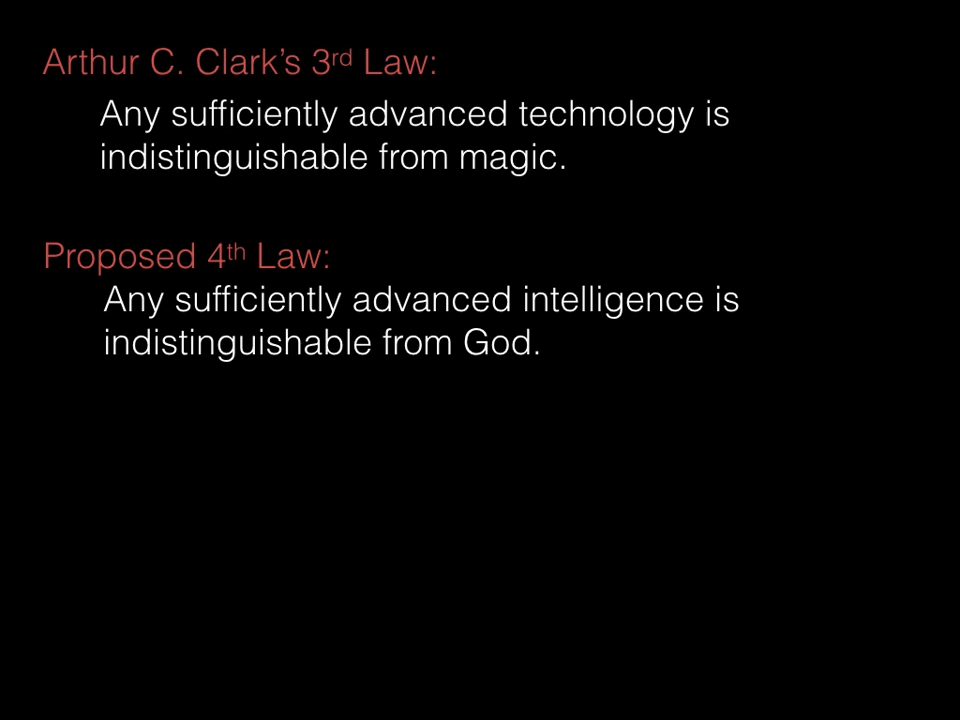 Arthur C. Clark’s 3rd Law:
Any sufficiently advanced technology is
indistinguishable from magic.
Proposed 4th Law:
Any sufficiently advanced intelligence is
indistinguishable from God.